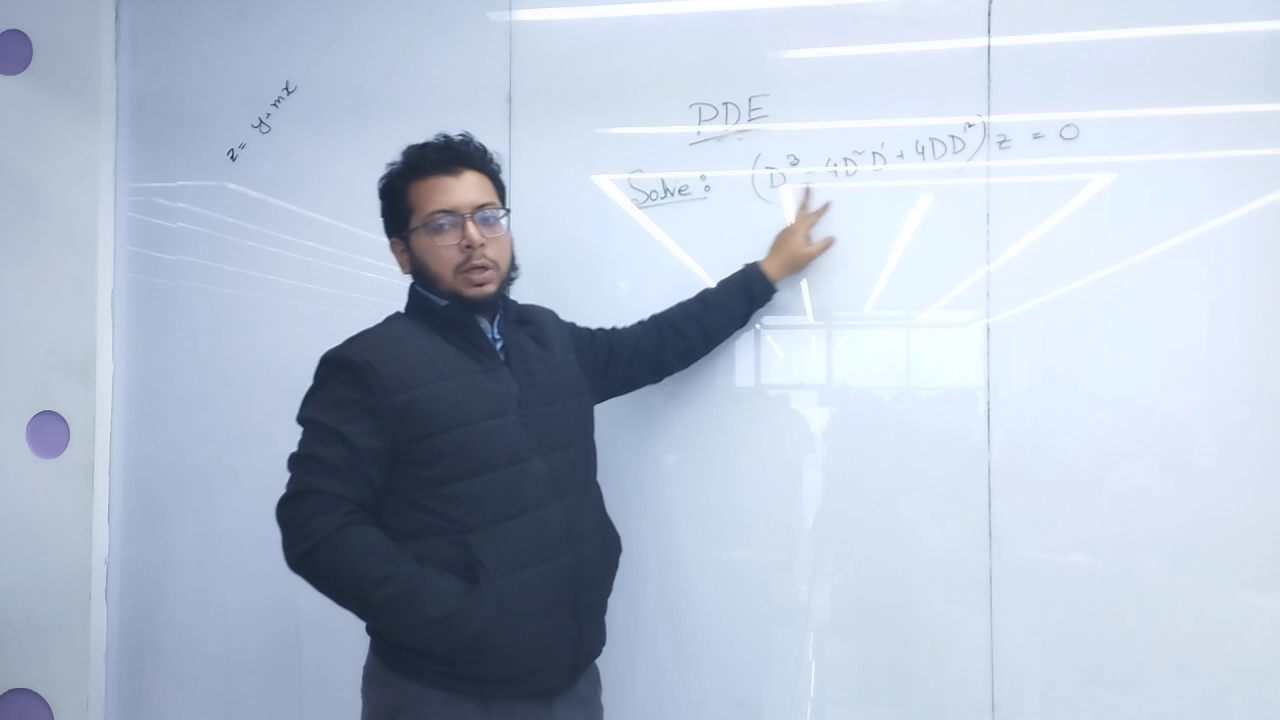 z = y + mx
PDE
Solve: (D³ - 4D²D' + 4DD'²) z = 0